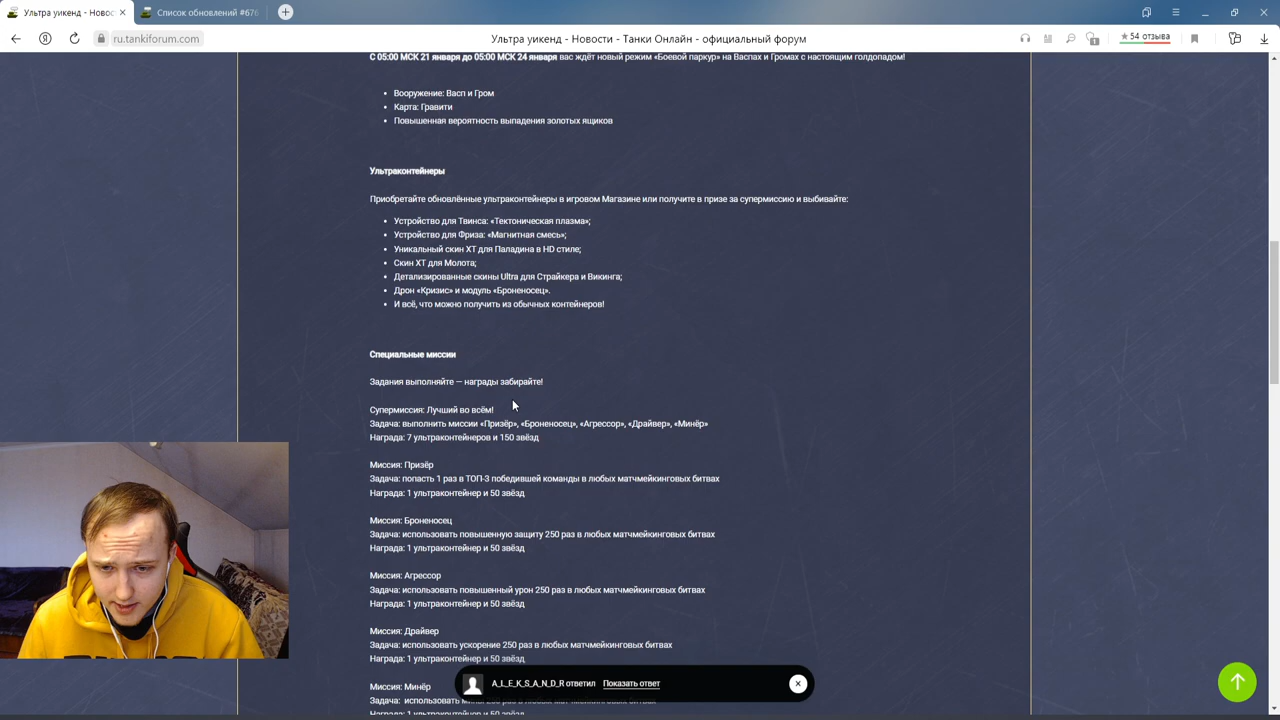 Ультра уикенд - Новости - Т
Список обновлений #676
ru.tankiforum.com
Ультра уикенд - Новости - Танки Онлайн - официальный форум
★ 54 отзыва
С 05:00 МСК 21 января до 05:00 МСК 24 января вас ждёт новый режим «Боевой паркур» на Васпах и Громах с настоящим голдопадом!
Вооружение: Васп и Гром
Карта: Гравити
Повышенная вероятность выпадения золотых ящиков
Ультраконтейнеры
Приобретайте обновлённые ультраконтейнеры в игровом Магазине или получите в призе за супермиссию и выбивайте:
Устройство для Твинса: «Тектоническая плазма»;
Устройство для Фриза: «Магнитная смесь»;
Уникальный скин XT для Паладина в HD стиле;
Скин XT для Молота;
Детализированные скины Ultra для Страйкера и Викинга;
Дрон «Кризис» и модуль «Броненосец».
И всё, что можно получить из обычных контейнеров!
Специальные миссии
Задания выполняйте — награды забирайте!
Супермиссия: Лучший во всём!
Задача: выполнить миссии «Призёр», «Броненосец», «Агрессор», «Драйвер», «Минёр»
Награда: 7 ультраконтейнеров и 150 звёзд
Миссия: Призёр
Задача: попасть 1 раз в ТОП-3 победившей команды в любых матчмейкинговых битвах
Награда: 1 ультраконтейнер и 50 звёзд
Миссия: Броненосец
Задача: использовать повышенную защиту 250 раз в любых матчмейкинговых битвах
Награда: 1 ультраконтейнер и 50 звёзд
Миссия: Агрессор
Задача: использовать повышенный урон 250 раз в любых матчмейкинговых битвах
Награда: 1 ультраконтейнер и 50 звёзд
Миссия: Драйвер
Задача: использовать ускорение 250 раз в любых матчмейкинговых битвах
Награда: 1 ультраконтейнер и 50 звёзд
A_L_E_K_S_A_N_D_R ответил Показать ответ
Миссия: Минёр
Задача: использовать